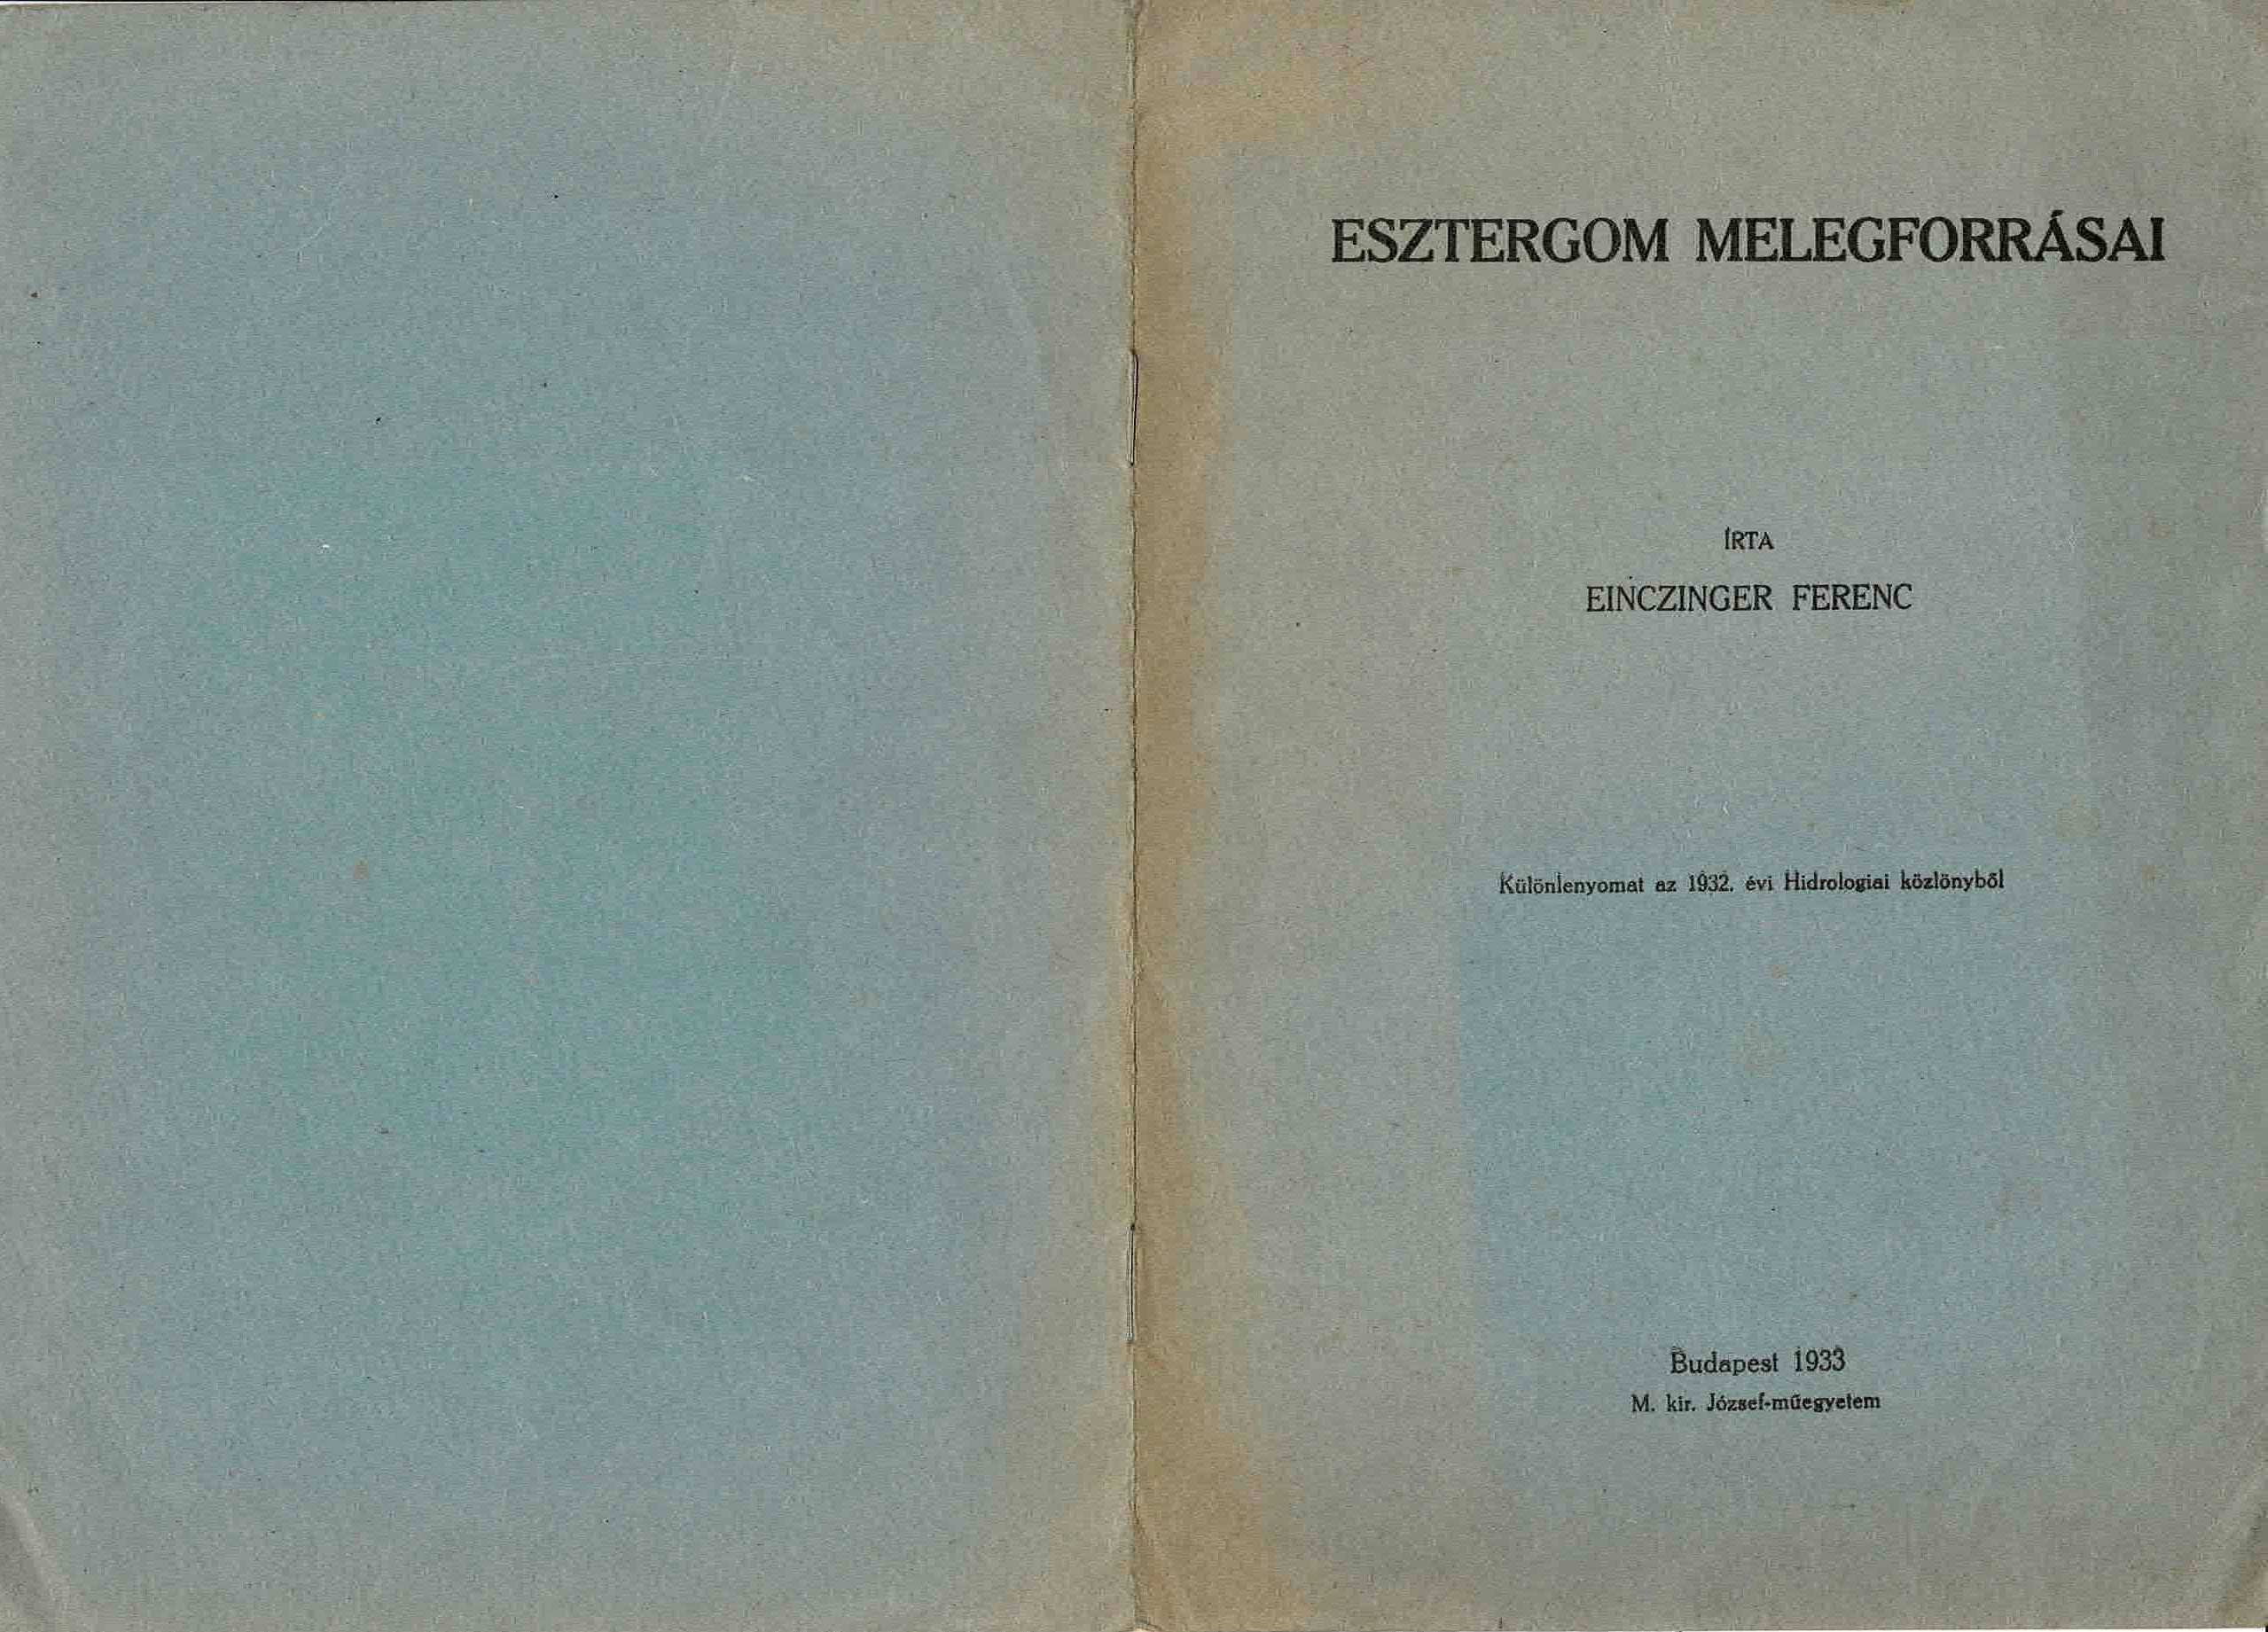 ESZTERGOM MELEGFORRÁSAI
ÍRTA
EINCZINGER FERENC
Különlenyomat az 1932. évi Hidrologiai közlönyből
Budapest 1933
M. kir. József-műegyetem